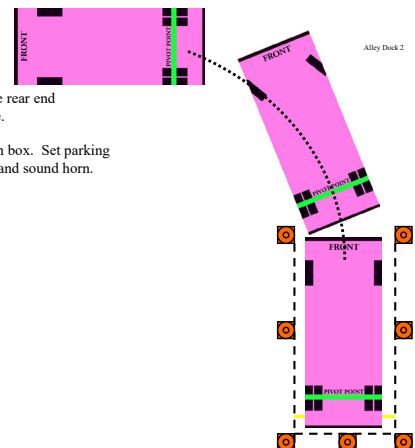 FRONT
PIVOT POINT
Alley Dock 2
FRONT
e rear end
e.
n box. Set parking
and sound horn.
PIVOT POINT
FRONT
PIVOT POINT